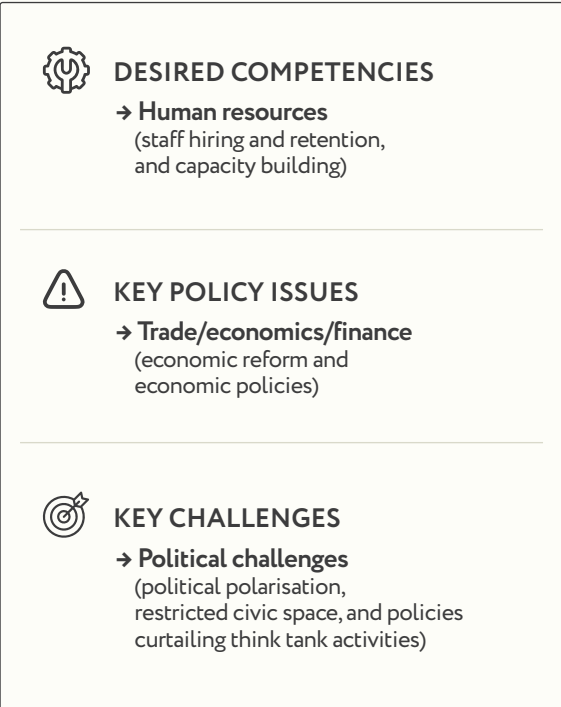 DESIRED COMPETENCIES
→ Human resources
(staff hiring and retention,
and capacity building)
KEY POLICY ISSUES
→ Trade/economics/finance
(economic reform and
economic policies)
KEY CHALLENGES
→ Political challenges
(political polarisation,
restricted civic space, and policies
curtailing think tank activities)